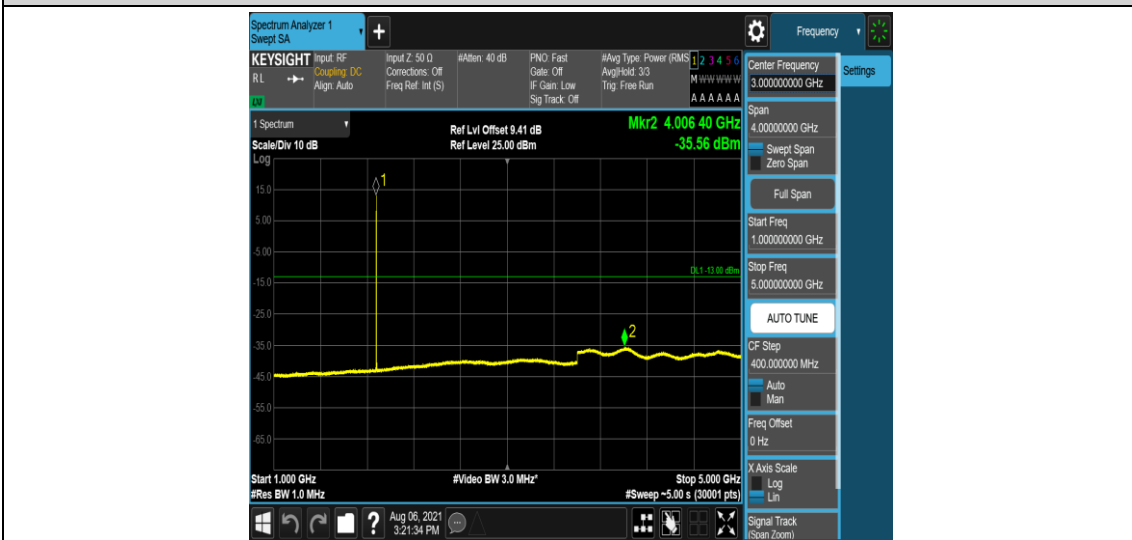 Spectrum Analyzer 1
Swept SA
+
Frequency
KEYSIGHT
RL
LXI
Input: RF
Coupling: DC
Align: Auto
Input Z: 50 Ω
Corrections: Off
Freq Ref: Int (S)
#Atten: 40 dB
PNO: Fast
Gate: Off
IF Gain: Low
Sig Track: Off
#Avg Type: Power (RMS
Avg|Hold: 3/3
Trig: Free Run
1 2 3 4 5 6
M W W W W W
A A A A A A
Center Frequency
3.000000000 GHz
Settings
1 Spectrum
Scale/Div 10 dB
Log
Ref Lvl Offset 9.41 dB
Ref Level 25.00 dBm
Mkr2 4.006 40 GHz
-35.56 dBm
Span
4.00000000 GHz
Swept Span
Zero Span
Full Span
Start Freq
1.000000000 GHz
Stop Freq
5.000000000 GHz
AUTO TUNE
CF Step
400.000000 MHz
Auto
Man
Freq Offset
0 Hz
X Axis Scale
Log
Lin
Signal Track
(Span Zoom)
15.0
5.00
-5.00
-15.0
-25.0
-35.0
-45.0
-55.0
-65.0
1
DL1 -13.00 dBm
2
Start 1.000 GHz
#Res BW 1.0 MHz
#Video BW 3.0 MHz*
Stop 5.000 GHz
#Sweep ~5.00 s (30001 pts)
?
Aug 06, 2021
3:21:34 PM